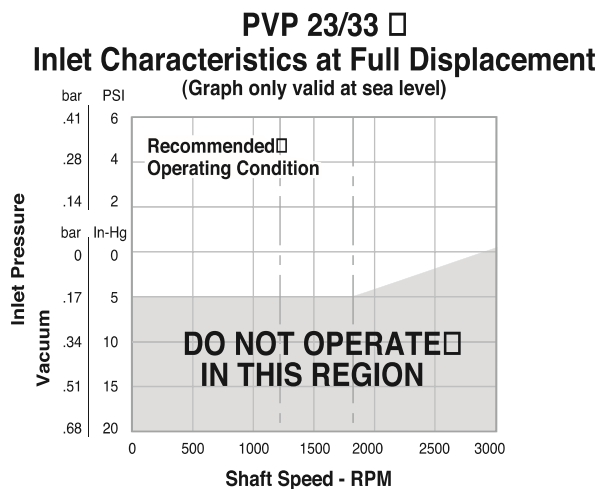 PVP 23/33 □
Inlet Characteristics at Full Displacement
(Graph only valid at sea level)
bar PSI
.41 6
Recommended□
Operating Condition
.28 4
.14 2
bar In-Hg
0 0
.17 5
.34 10
DO NOT OPERATE□
IN THIS REGION
.51 15
.68 20
Inlet Pressure
Vacuum
0 500 1000 1500 2000 2500 3000
Shaft Speed - RPM